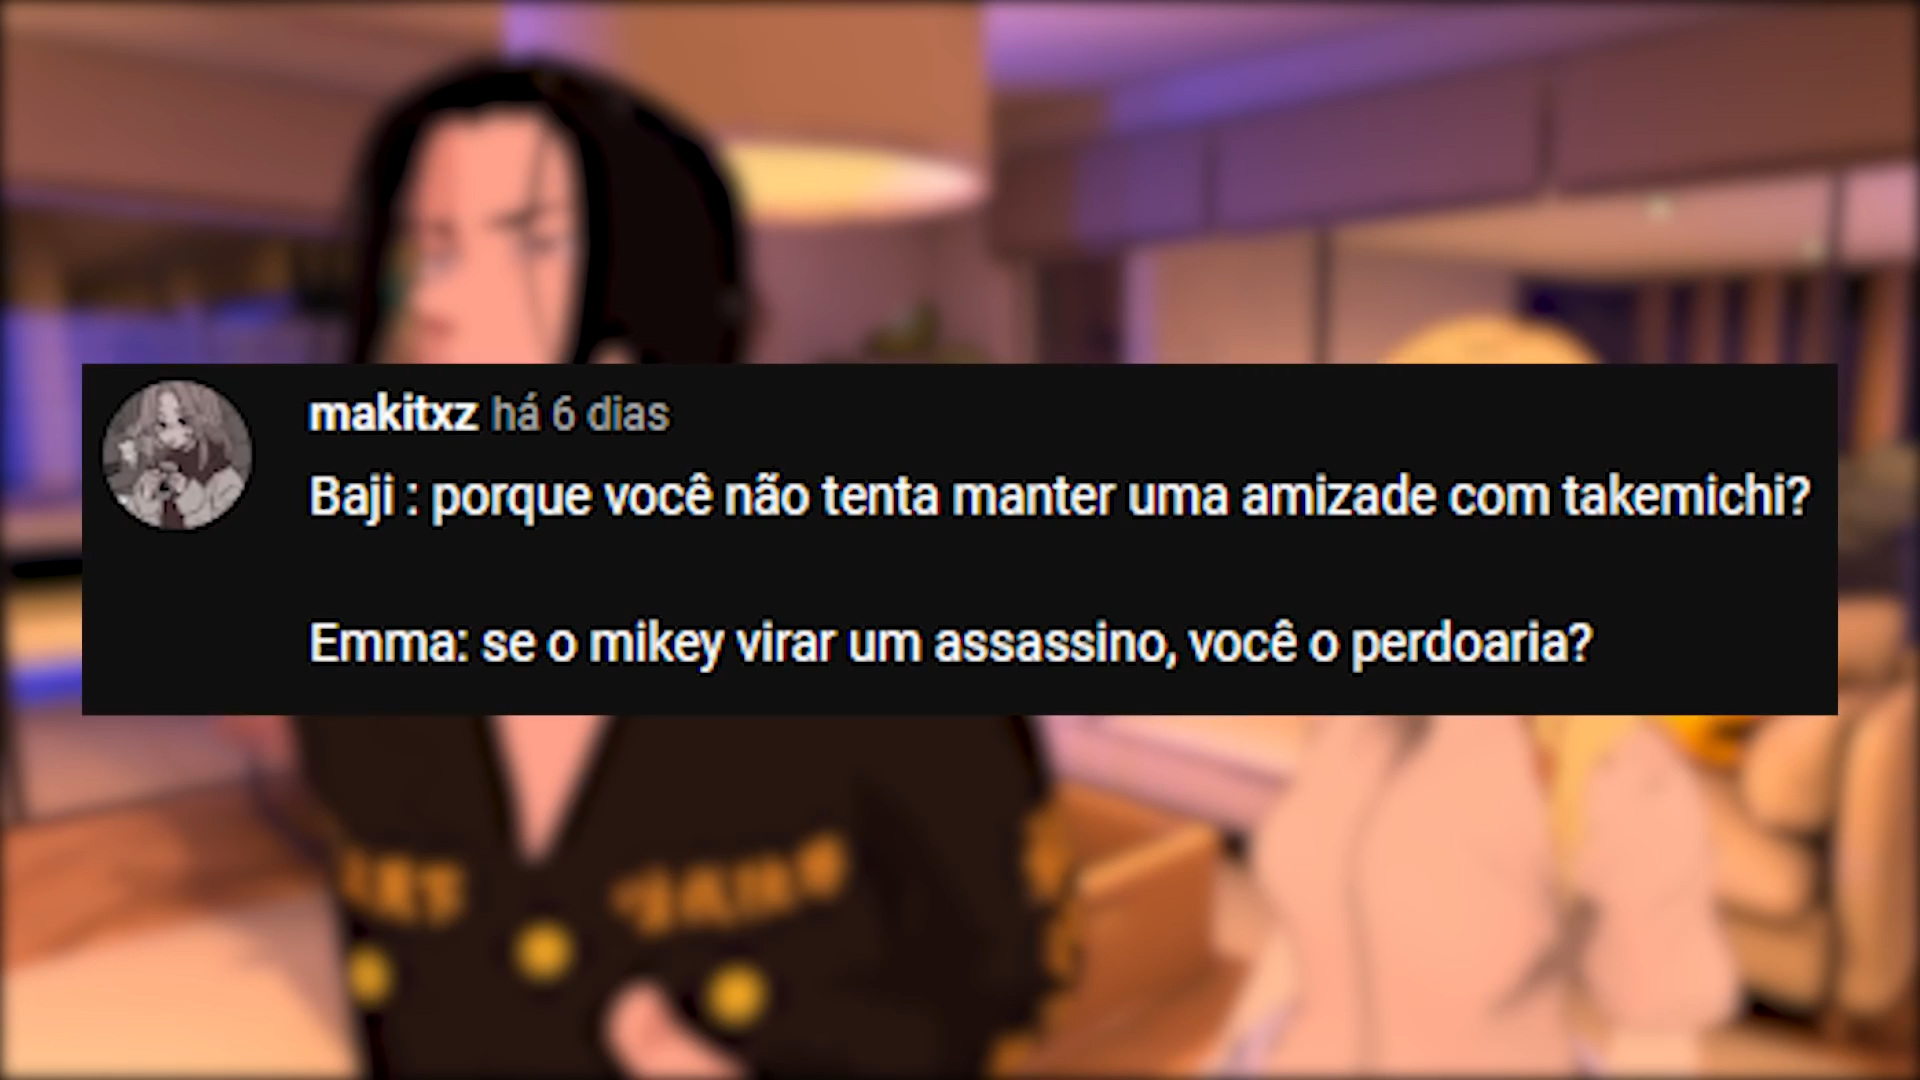 makitxz há 6 dias
Baji : porque você não tenta manter uma amizade com takemichi?
Emma: se o mikey virar um assassino, você o perdoaria?